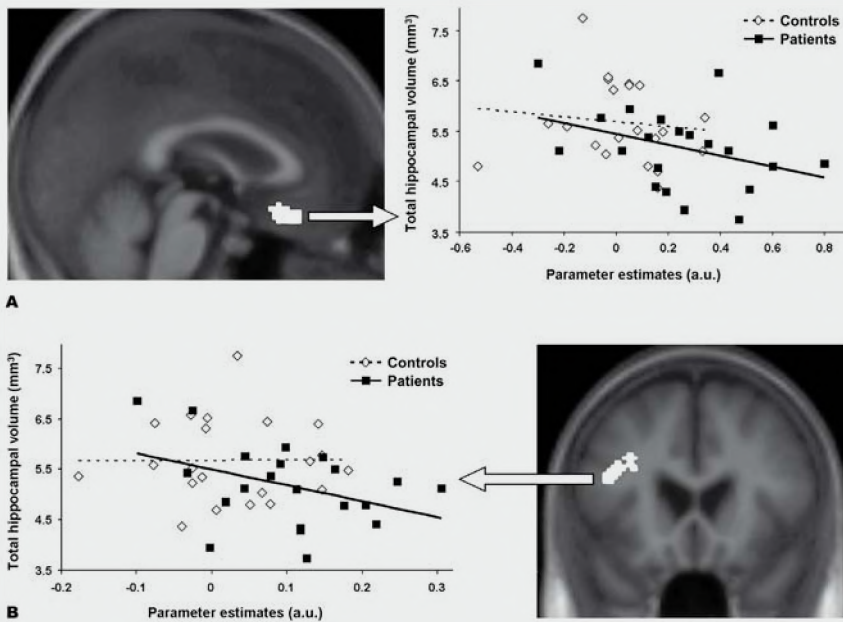 Total hippocampal volume (mm³)
7.5
6.5
5.5
4.5
3.5
-0.6
-0.4
-0.2
0
0.2
0.4
0.6
0.8
Controls
Patients
Parameter estimates (a.u.)
A
Total hippocampal volume (mm³)
7.5
6.5
5.5
4.5
3.5
-0.2
-0.1
0
0.1
0.2
0.3
Controls
Patients
Parameter estimates (a.u.)
B